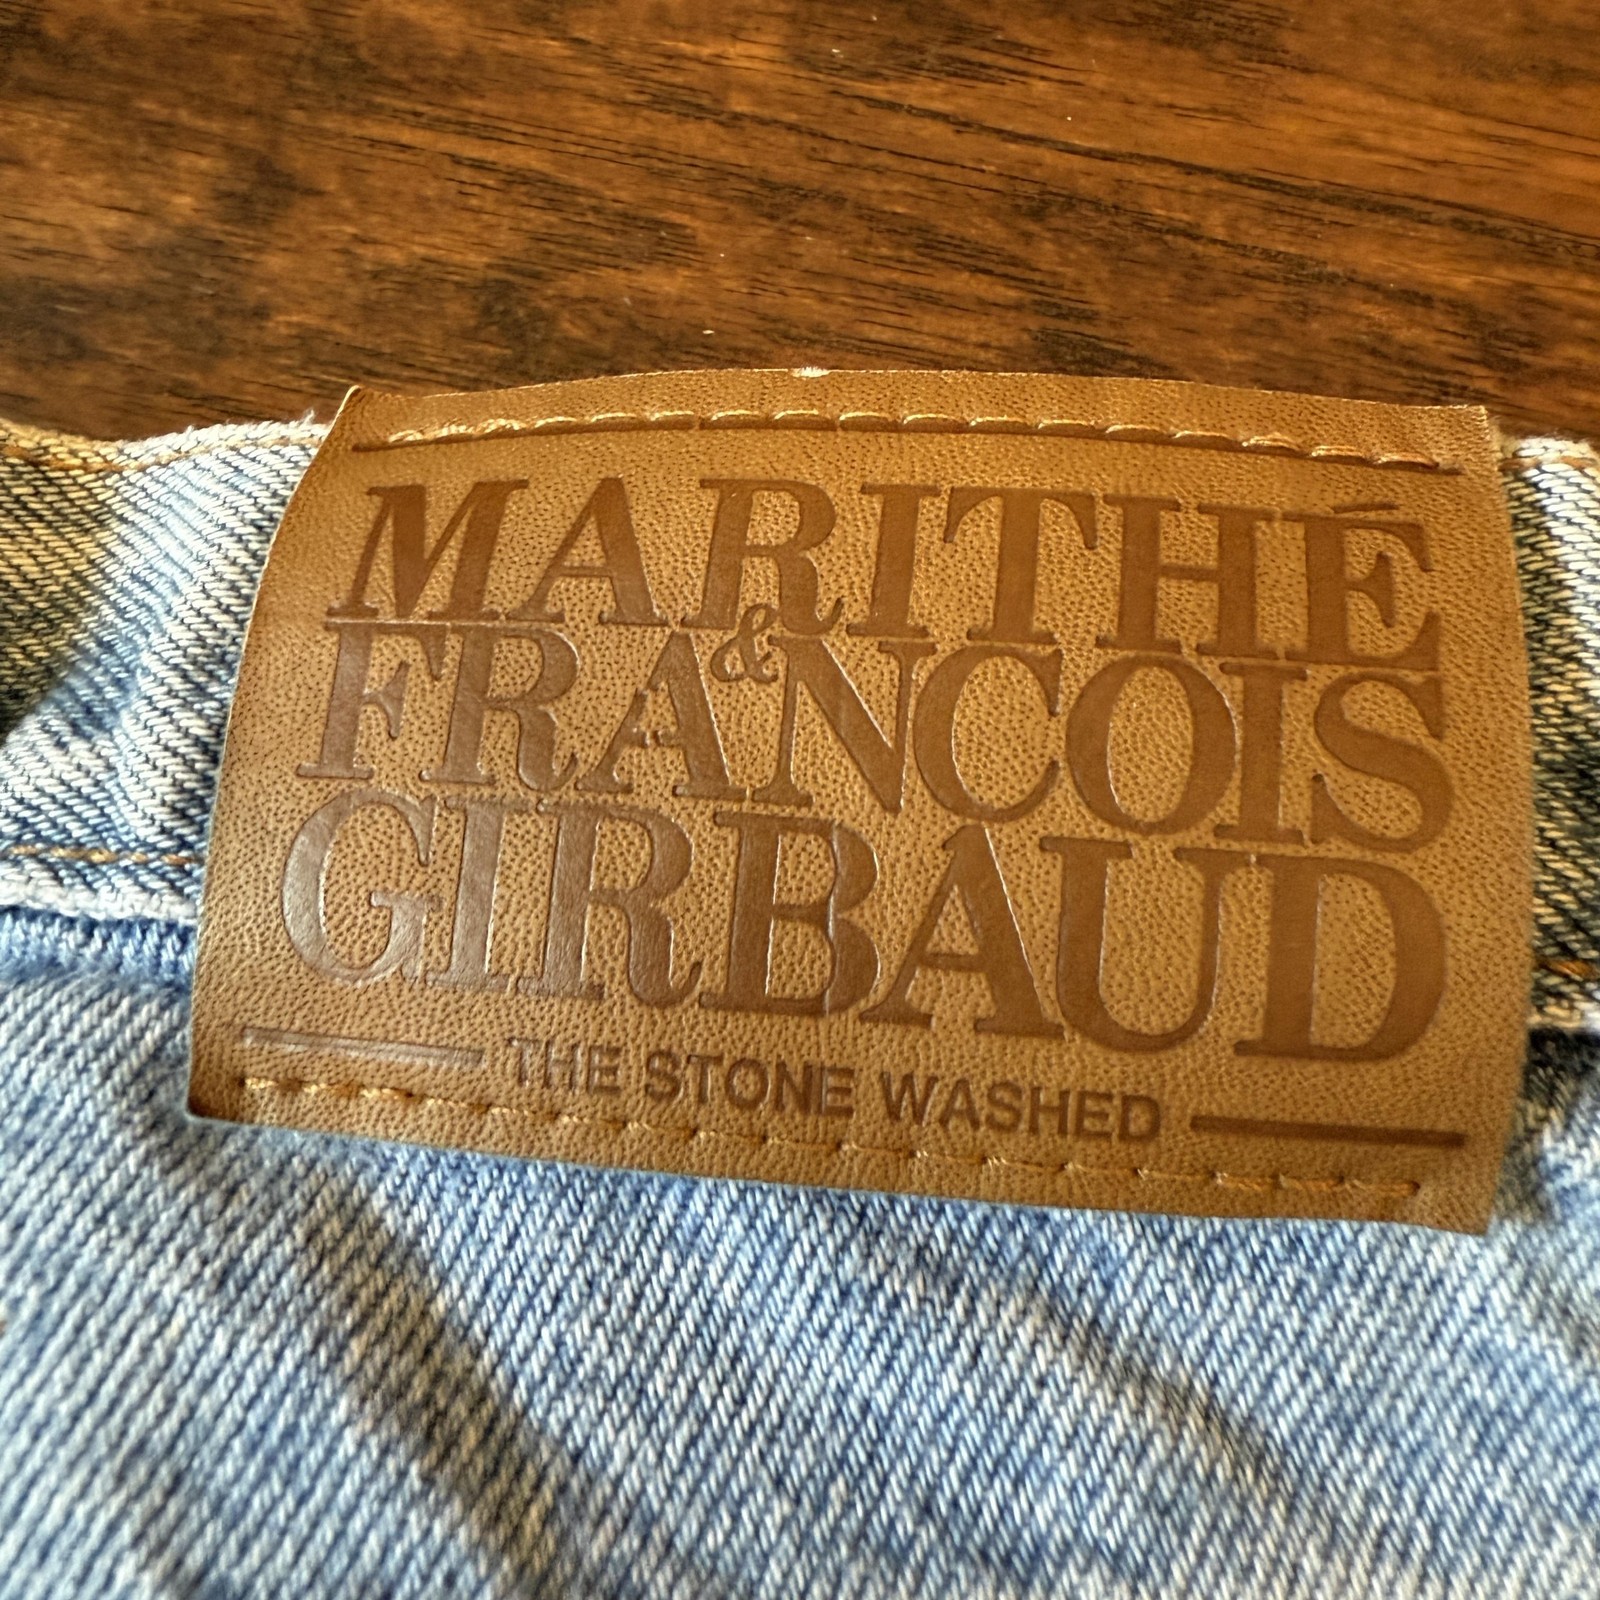 MARITHÉ
& FRANCOIS
GIRBAUD
THE STONE WASHED